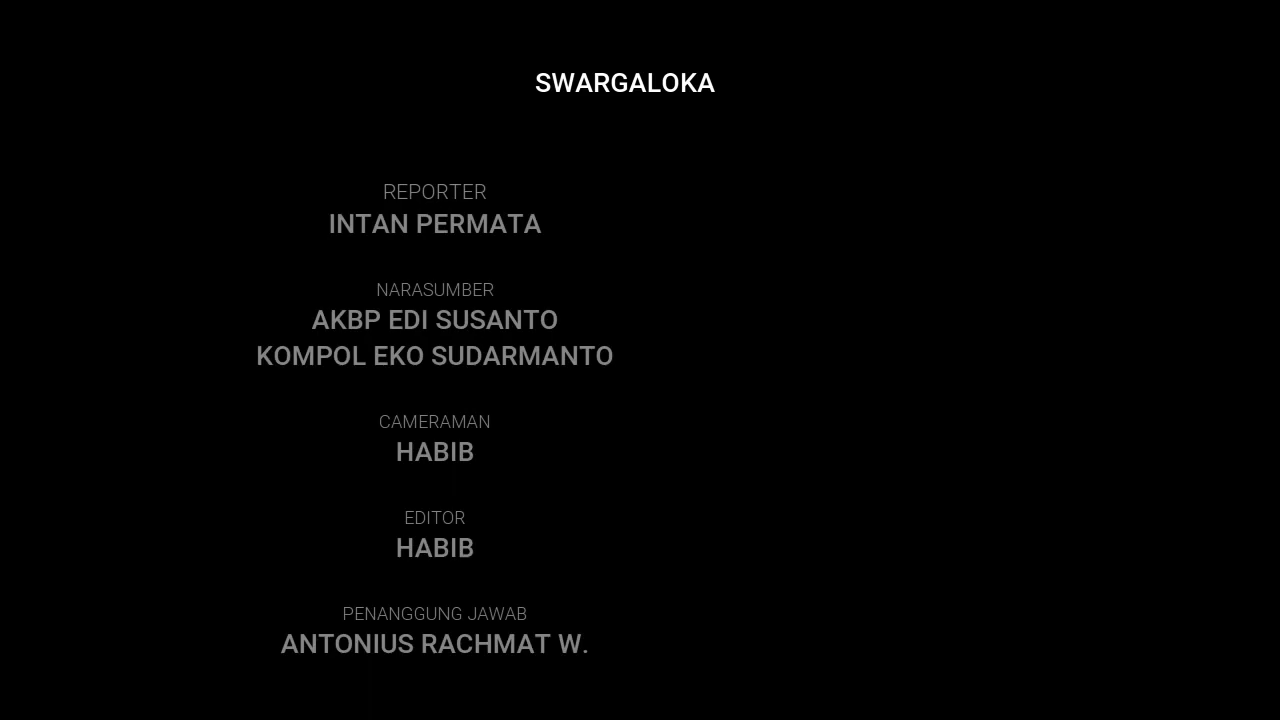 SWARGALOKA
REPORTER
INTAN PERMATA
NARASUMBER
AKBP EDI SUSANTO
KOMPOL EKO SUDARMANTO
CAMERAMAN
HABIB
EDITOR
HABIB
PENANGGUNG JAWAB
ANTONIUS RACHMAT W.